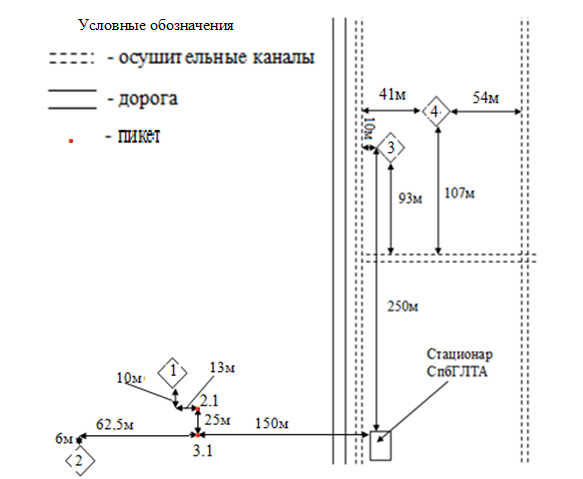 Условные обозначения
- осушительные каналы
- дорога
- пикет
41м
54м
4
10м
3
93м
107м
250м
Стационар
СпбГЛТА
1
13м
10м
2.1
62.5м
25м
150м
6м
3.1
2